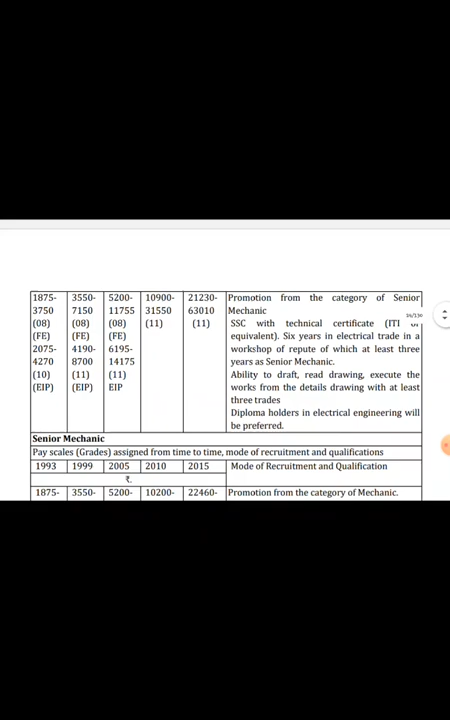 1875- 3550- 5200- 10900- 21230- Promotion from the category of Senior
3750 7150 11755 31550 63010 Mechanic
26/130
(08) (08) (08) (11) (11) SSC with technical certificate (ITI or
(FE) (FE) (FE) equivalent). Six years in electrical trade in a
2075- 4190- 6195- workshop of repute of which at least three
4270 8700 14175 years as Senior Mechanic.
(10) (11) (11) Ability to draft, read drawing, execute the
(EIP) (EIP) EIP works from the details drawing with at least
three trades
Diploma holders in electrical engineering will
be preferred.
Senior Mechanic
Pay scales (Grades) assigned from time to time, mode of recruitment and qualifications
1993 1999 2005 2010 2015 Mode of Recruitment and Qualification
₹.
1875- 3550- 5200- 10200- 22460- Promotion from the category of Mechanic.